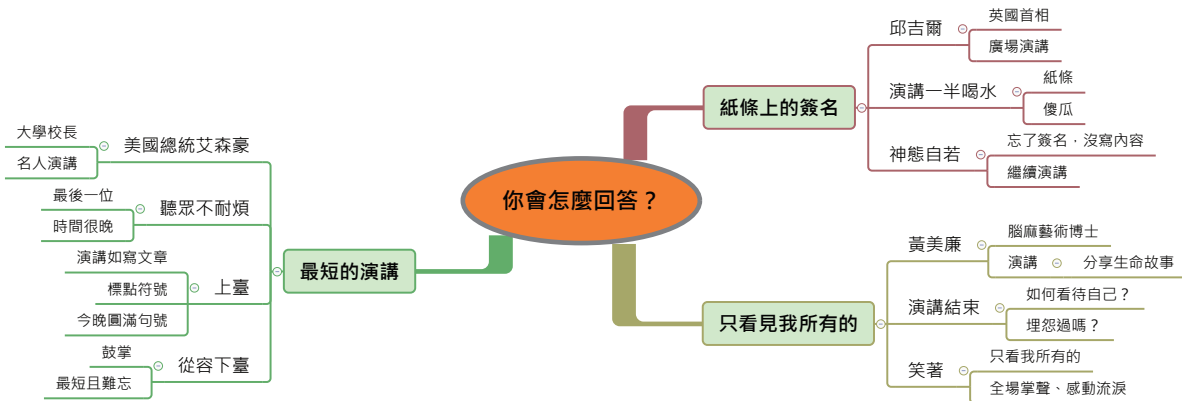 你會怎麼回答？
紙條上的簽名
邱吉爾
英國首相
廣場演講
演講一半喝水
紙條
傻瓜
神態自若
忘了簽名，沒寫內容
繼續演講
只看見我所有的
黃美廉
腦麻藝術博士
演講
分享生命故事
演講結束
如何看待自己？
埋怨過嗎？
笑著
只看我所有的
全場掌聲、感動流淚
最短的演講
美國總統艾森豪
大學校長
名人演講
聽眾不耐煩
最後一位
時間很晚
上臺
演講如寫文章
標點符號
今晚圓滿句號
從容下臺
鼓掌
最短且難忘